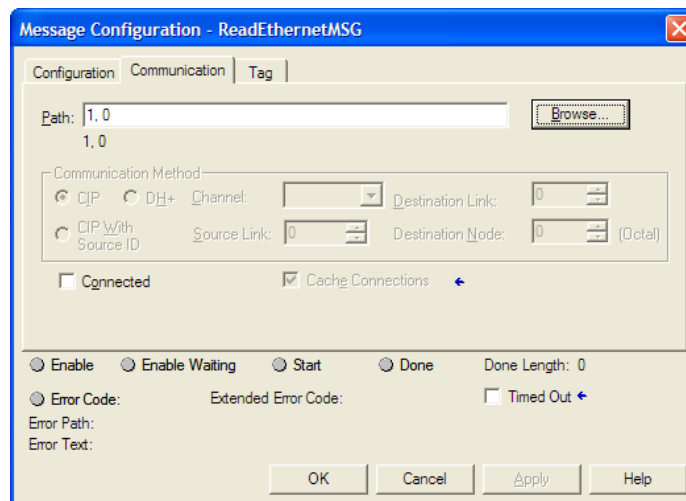 Message Configuration - ReadEthernetMSG
Configuration Communication Tag
Path: 1, 0 Browse...
1, 0
Communication Method
CIP DH+ Channel: Destination Link: 0
CIP With
Source ID Source Link: 0 Destination Node: 0 (Octal)
Connected Cache Connections ←
Enable Enable Waiting Start Done Done Length: 0
Error Code: Extended Error Code: Timed Out ←
Error Path:
Error Text:
OK Cancel Apply Help